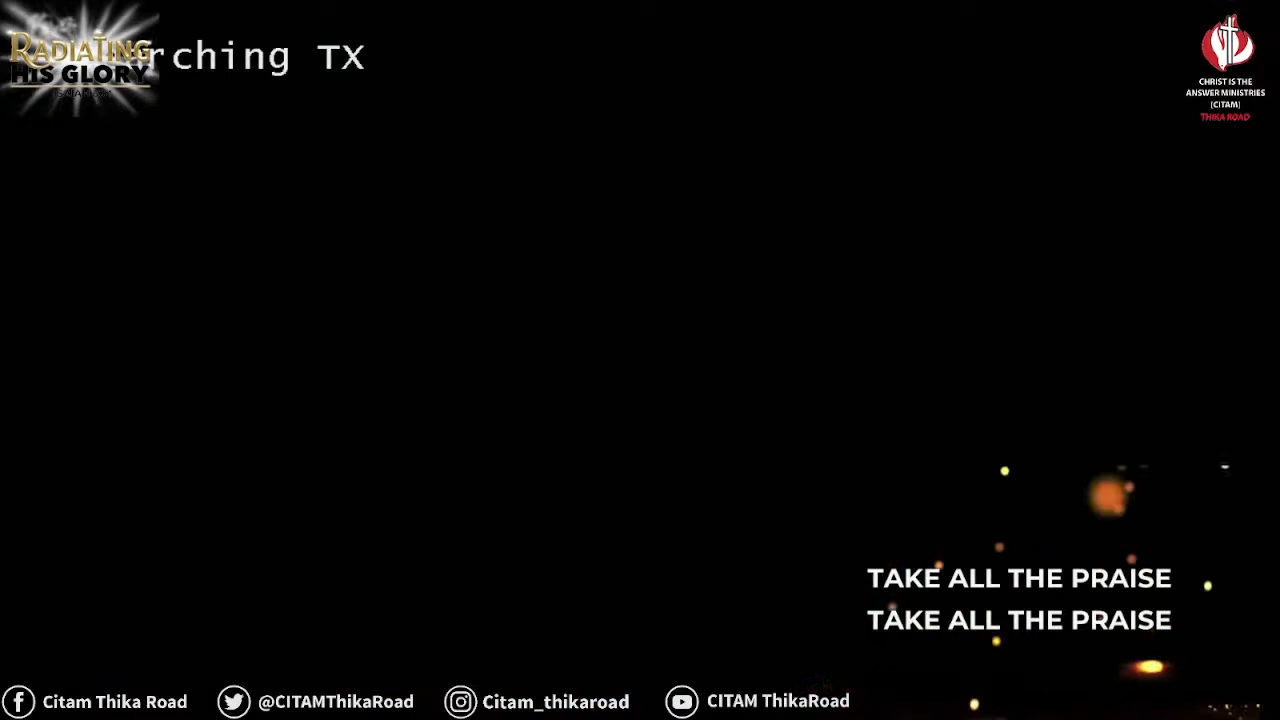 RADIATING
HIS GLORY
rching TX
CHRIST IS THE
ANSWER MINISTRIES
(CITAM)
THIKA ROAD
TAKE ALL THE PRAISE
TAKE ALL THE PRAISE
Citam Thika Road
@CITAMThikaRoad
Citam_thikaroad
CITAM ThikaRoad